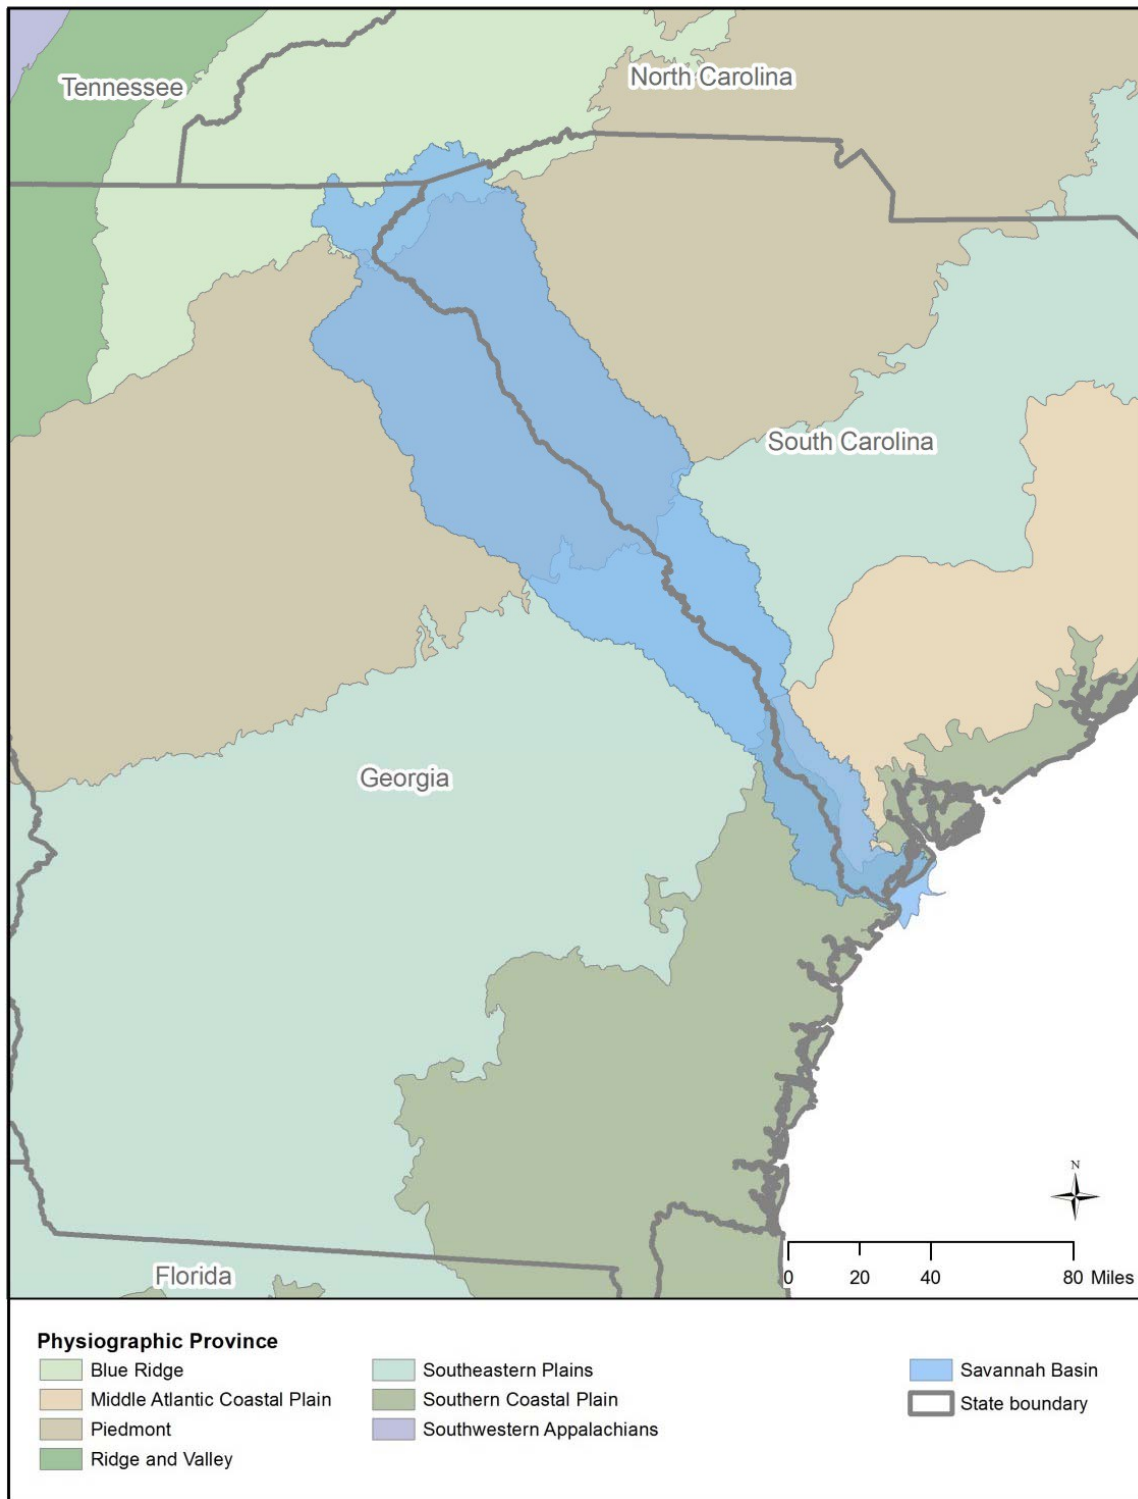 Tennessee
North Carolina
South Carolina
Georgia
Florida
N
0 20 40 80 Miles
Physiographic Province
Blue Ridge
Middle Atlantic Coastal Plain
Piedmont
Ridge and Valley
Southeastern Plains
Southern Coastal Plain
Southwestern Appalachians
Savannah Basin
State boundary